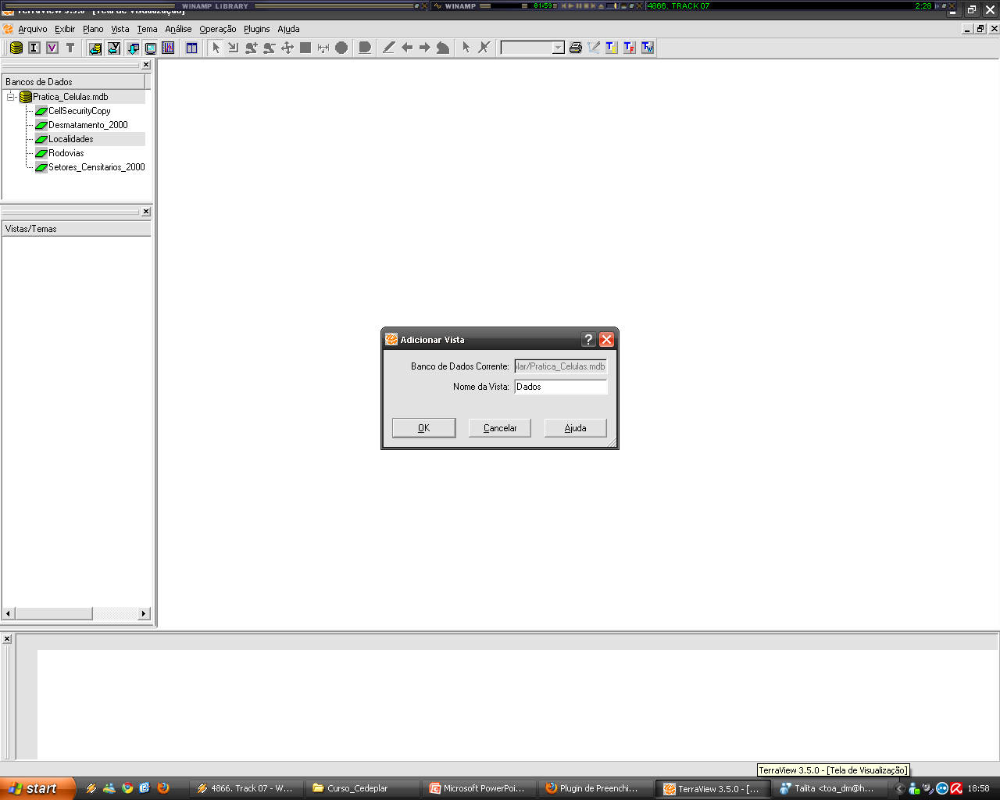 WINAMP LIBRARY
WINAMP
01:59
4866. TRACK 07
2:28
TerraView 3.5.0 - [Tela de Visualização]
Arquivo Exibir Plano Vista Tema Análise Operação Plugins Ajuda
Bancos de Dados
Pratica_Celulas.mdb
CellSecurityCopy
Desmatamento_2000
Localidades
Rodovias
Setores_Censitarios_2000
Vistas/Temas
Adicionar Vista
Banco de Dados Corrente: lar/Pratica_Celulas.mdb
Nome da Vista: Dados
OK Cancelar Ajuda
TerraView 3.5.0 - [Tela de Visualização]
start
4866. Track 07 - W...
Curso_Cedeplar
Microsoft PowerPoi...
Plugin de Preenchi...
TerraView 3.5.0 - [...
Talita <toa_dm@h...
18:58